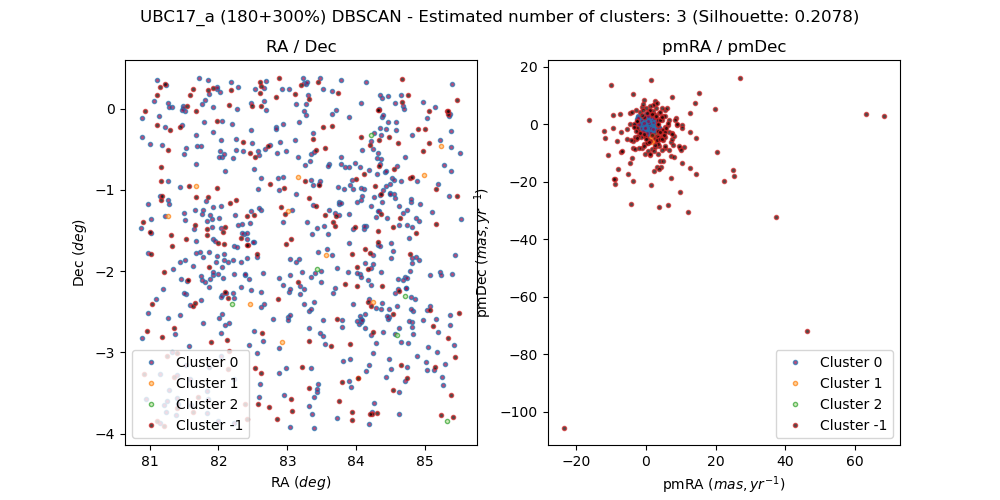 UBC17_a (180+300%) DBSCAN - Estimated number of clusters: 3 (Silhouette: 0.2078)
RA / Dec
pmRA / pmDec
Dec (deg)
0
−1
−2
−3
−4
81
82
83
84
85
RA (deg)
Cluster 0
Cluster 1
Cluster 2
Cluster -1
pmDec (mas, yr⁻¹)
20
0
−20
−40
−60
−80
−100
−20
0
20
40
60
pmRA (mas, yr⁻¹)
Cluster 0
Cluster 1
Cluster 2
Cluster -1